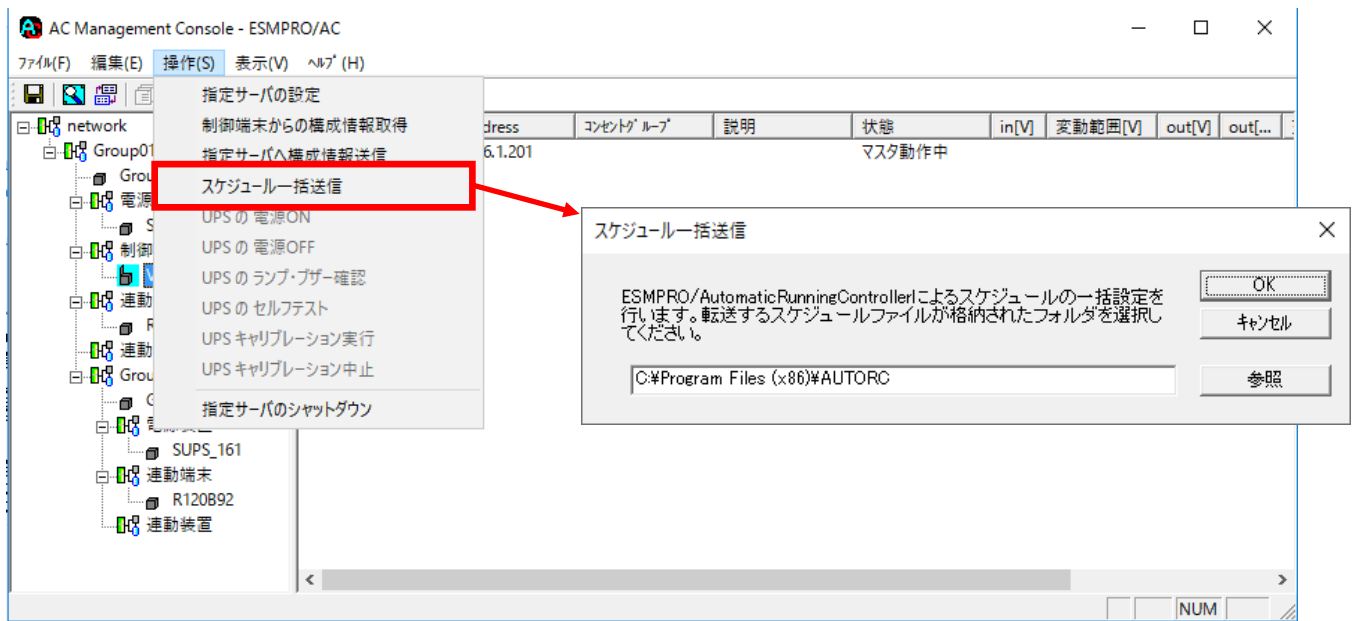 AC Management Console - ESMPRO/AC
ﾌｧｲﾙ(F) 編集(E) 操作(S) 表示(V) ﾍﾙﾌﾟ(H)
指定サーバの設定
制御端末からの構成情報取得
指定サーバへ構成情報送信
スケジュール一括送信
UPS の 電源ON
UPS の 電源OFF
UPS の ランプ・ブザー確認
UPS の セルフテスト
UPS キャリブレーション実行
UPS キャリブレーション中止
指定サーバのシャットダウン
network
Group01
Grou
電源
S
制御
V
連動
R
連動
Grou
G
SUPS_161
連動端末
R120B92
連動装置
dress ｺﾝｾﾝﾄｸﾞﾙｰﾌﾟ 説明 状態 in[V] 変動範囲[V] out[V] out[...
6.1.201 マスタ動作中
スケジュール一括送信
ESMPRO/AutomaticRunningControllerによるスケジュールの一括設定を
行います。転送するスケジュールファイルが格納されたフォルダを選択し
てください。
OK
キャンセル
C:¥Program Files (x86)¥AUTORC
参照
NUM